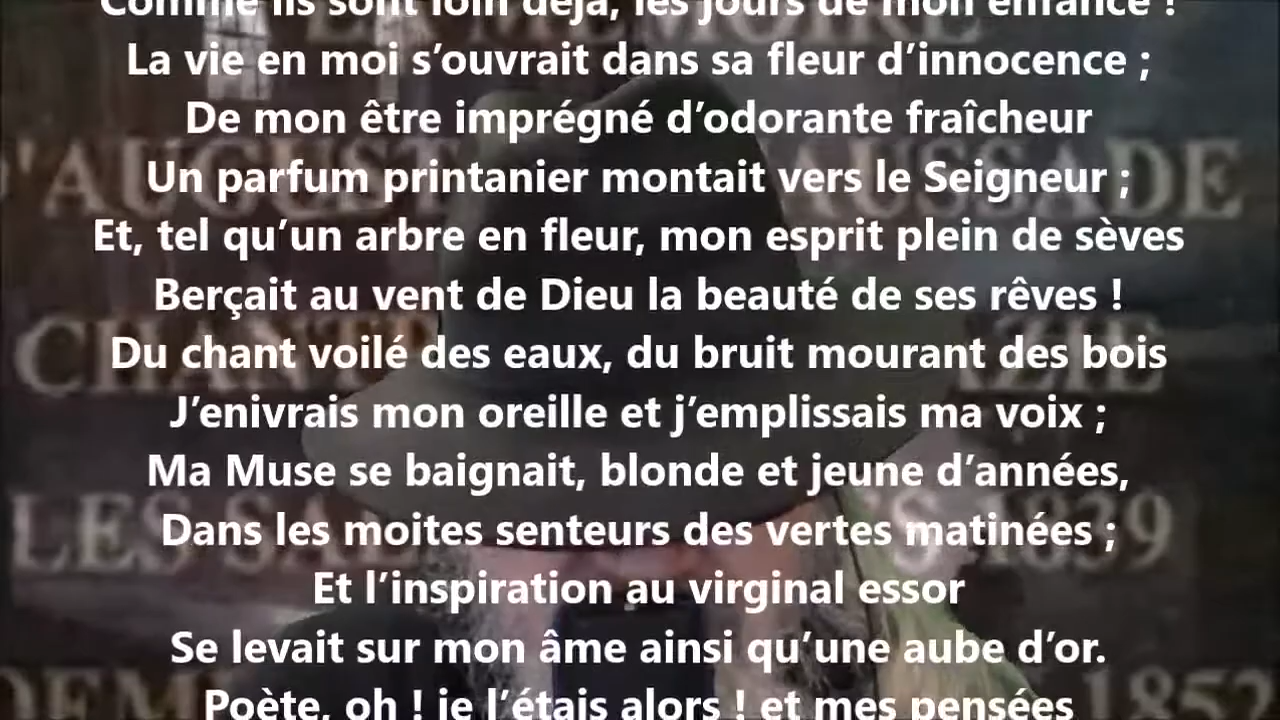 Comme ils sont loin déjà, les jours de mon enfance !
La vie en moi s’ouvrait dans sa fleur d’innocence ;
De mon être imprégné d’odorante fraîcheur
Un parfum printanier montait vers le Seigneur ;
Et, tel qu’un arbre en fleur, mon esprit plein de sèves
Berçait au vent de Dieu la beauté de ses rêves !
Du chant voilé des eaux, du bruit mourant des bois
J’enivrais mon oreille et j’emplissais ma voix ;
Ma Muse se baignait, blonde et jeune d’années,
Dans les moites senteurs des vertes matinées ;
Et l’inspiration au virginal essor
Se levait sur mon âme ainsi qu’une aube d’or.
Poète, oh ! je l’étais alors ! et mes pensées